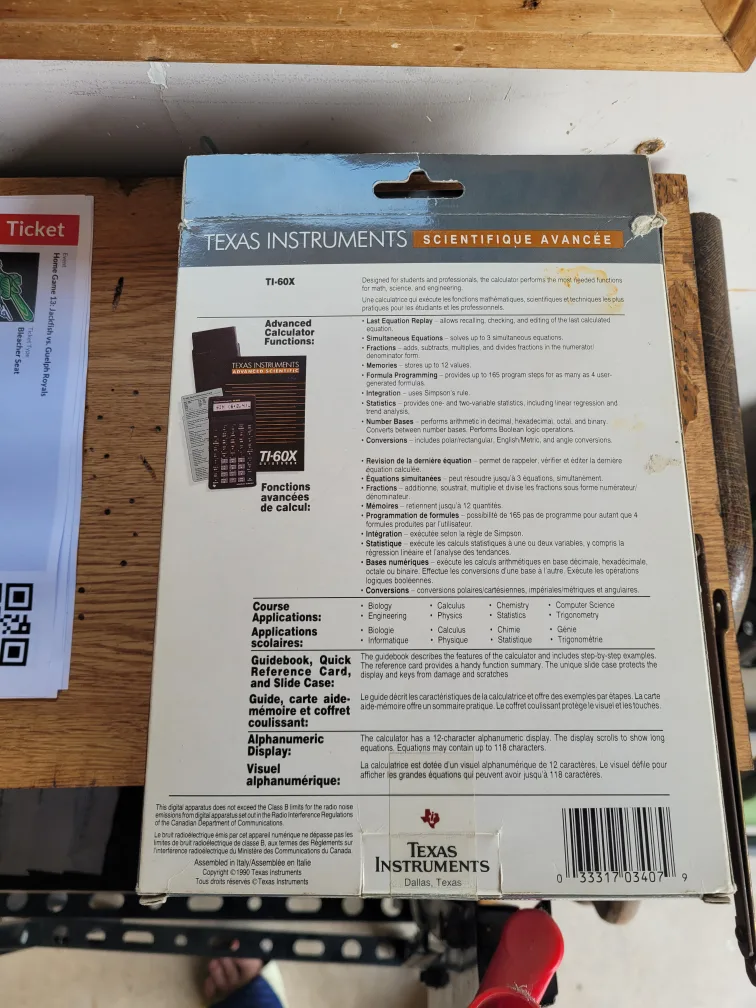 Ticket
Event
Home Game 13: Jackfish vs. Guelph Royals
Ticket Type
Bleacher Seat
TEXAS INSTRUMENTS SCIENTIFIQUE AVANCÉE
TI-60X
Designed for students and professionals, the calculator performs the most needed functions
for math, science, and engineering.
Une calculatrice qui exécute les fonctions mathématiques, scientifiques et techniques les plus
pratiques pour les étudiants et les professionnels.
Advanced
Calculator
Functions:
• Last Equation Replay – allows recalling, checking, and editing of the last calculated
equation.
• Simultaneous Equations – solves up to 3 simultaneous equations.
• Fractions – adds, subtracts, multiplies, and divides fractions in the numerator/
denominator form.
• Memories – stores up to 12 values.
• Formula Programming – provides up to 165 program steps for as many as 4 user-
generated formulas.
• Integration – uses Simpson's rule.
• Statistics – provides one- and two-variable statistics, including linear regression and
trend analysis.
• Number Bases – performs arithmetic in decimal, hexadecimal, octal, and binary.
Converts between number bases. Performs Boolean logic operations.
• Conversions – includes polar/rectangular, English/Metric, and angle conversions.
TEXAS INSTRUMENTS
ADVANCED SCIENTIFIC
TI-60X
GUIDEBOOK
Fonctions
avancées
de calcul:
• Revision de la dernière équation – permet de rappeler, vérifier et éditer la dernière
équation calculée.
• Équations simultanées – peut résoudre jusqu'à 3 équations, simultanément.
• Fractions – additionne, soustrait, multiplie et divise les fractions sous forme numérateur/
dénominateur.
• Mémoires – retiennent jusqu'à 12 quantités.
• Programmation de formules – possibilité de 165 pas de programme pour autant que 4
formules produites par l'utilisateur.
• Intégration – exécutée selon la règle de Simpson.
• Statistique – exécute les calculs statistiques à une ou deux variables, y compris la
régression linéaire et l'analyse des tendances.
• Bases numériques – exécute les calculs arithmétiques en base décimale, hexadécimale,
octale ou binaire. Effectue les conversions d'une base à l'autre. Exécute les opérations
logiques booléennes.
• Conversions – conversions polaires/cartésiennes, impériales/métriques et angulaires.
Course
Applications:
• Biology • Calculus • Chemistry • Computer Science
• Engineering • Physics • Statistics • Trigonometry
Applications
scolaires:
• Biologie • Calculus • Chimie • Génie
• Informatique • Physique • Statistique • Trigonométrie
Guidebook, Quick
Reference Card,
and Slide Case:
The guidebook describes the features of the calculator and includes step-by-step examples.
The reference card provides a handy function summary. The unique slide case protects the
display and keys from damage and scratches
Guide, carte aide-
mémoire et coffret
coulissant:
Le guide décrit les caractéristiques de la calculatrice et offre des exemples par étapes. La carte
aide-mémoire offre un sommaire pratique. Le coffret coulissant protège le visuel et les touches.
Alphanumeric
Display:
The calculator has a 12-character alphanumeric display. The display scrolls to show long
equations. Equations may contain up to 118 characters.
Visuel
alphanumérique:
La calculatrice est dotée d'un visuel alphanumérique de 12 caractères. Le visuel défile pour
afficher les grandes équations qui peuvent avoir jusqu'à 118 caractères.
This digital apparatus does not exceed the Class B limits for the radio noise
emissions from digital apparatus set out in the Radio Interference Regulations
of the Canadian Department of Communications.
Le bruit radioélectrique émis par cet appareil numérique ne dépasse pas les
limites de bruit radioélectrique de classe B, aux termes des Règlements sur
l'interférence radioélectrique du Ministère des Communications du Canada.
Assembled in Italy/Assemblée en Italie
Copyright © 1990 Texas Instruments
Tous droits réservés © Texas Instruments
TEXAS
INSTRUMENTS
Dallas, Texas
0 33317 03407 9